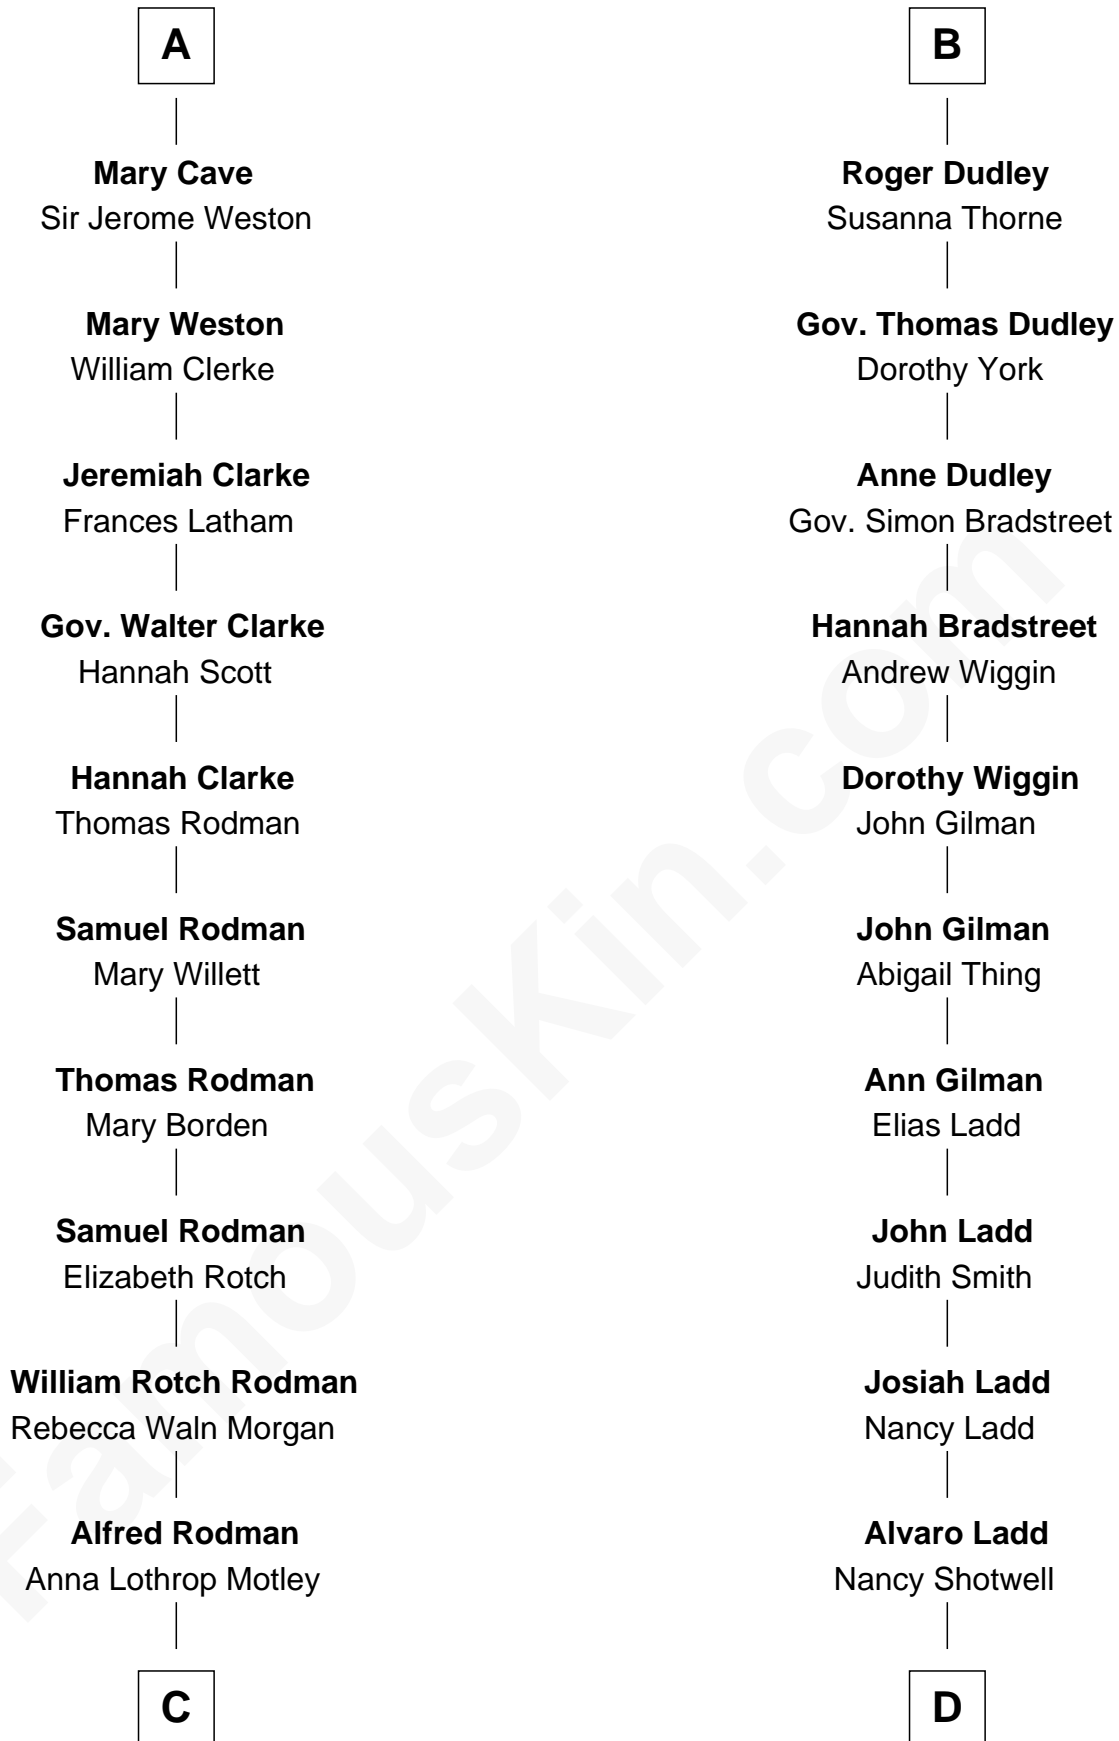 A
Mary Cave
Sir Jerome Weston
Mary Weston
William Clerke
Jeremiah Clarke
Frances Latham
Gov. Walter Clarke
Hannah Scott
Hannah Clarke
Thomas Rodman
Samuel Rodman
Mary Willett
Thomas Rodman
Mary Borden
Samuel Rodman
Elizabeth Rotch
William Rotch Rodman
Rebecca Waln Morgan
Alfred Rodman
Anna Lothrop Motley
C
B
Roger Dudley
Susanna Thorne
Gov. Thomas Dudley
Dorothy York
Anne Dudley
Gov. Simon Bradstreet
Hannah Bradstreet
Andrew Wiggin
Dorothy Wiggin
John Gilman
John Gilman
Abigail Thing
Ann Gilman
Elias Ladd
John Ladd
Judith Smith
Josiah Ladd
Nancy Ladd
Alvaro Ladd
Nancy Shotwell
D
FamousKin.com